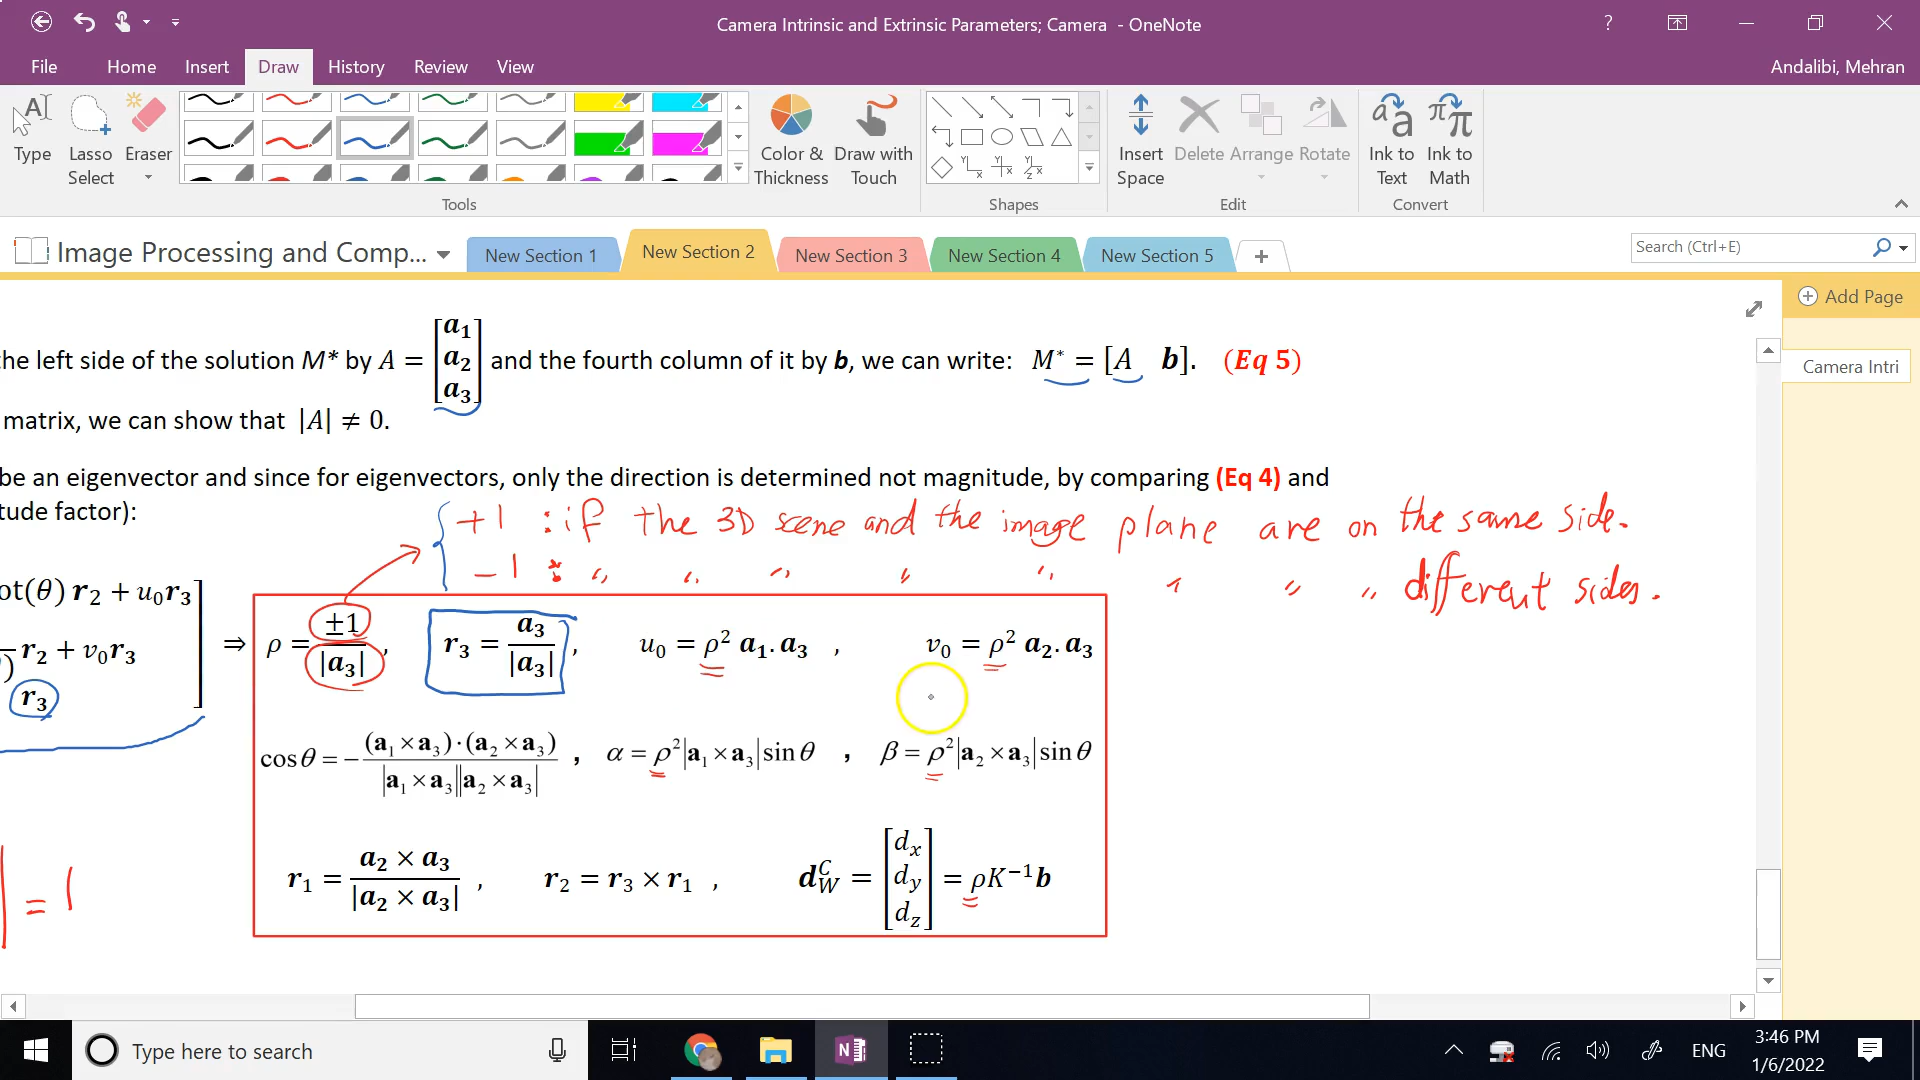 Camera Intrinsic and Extrinsic Parameters; Camera - OneNote
?
File Home Insert Draw History Review View
Andalibi, Mehran
Type
Lasso Select
Eraser
Color & Thickness
Draw with Touch
Insert Space
Delete
Arrange
Rotate
Ink to Text
Ink to Math
Tools
Shapes
Edit
Convert
Image Processing and Comp...
New Section 1
New Section 2
New Section 3
New Section 4
New Section 5
Search (Ctrl+E)
Add Page
Camera Intri
the left side of the solution M* by A = [a₁ a₂ a₃] and the fourth column of it by b, we can write: M* = [A b]. (Eq 5)
matrix, we can show that |A| ≠ 0.
be an eigenvector and since for eigenvectors, only the direction is determined not magnitude, by comparing (Eq 4) and
tude factor):
+1 : if the 3D scene and the image plane are on the same side.
-1 : " " " " " " " " different sides.
ot(θ) r₂ + u₀r₃
r₂ + v₀r₃
r₃
⇒ ρ = ±1/|a₃|, r₃ = a₃/|a₃|, u₀ = ρ² a₁.a₃ , v₀ = ρ² a₂.a₃
cosθ = −(a₁×a₃)·(a₂×a₃)/|a₁×a₃||a₂×a₃| , α = ρ²|a₁×a₃|sinθ , β = ρ²|a₂×a₃|sinθ
r₁ = a₂×a₃/|a₂×a₃| , r₂ = r₃ × r₁ , d_W^C = [d_x d_y d_z] = ρK⁻¹b
| = 1
Type here to search
ENG
3:46 PM
1/6/2022